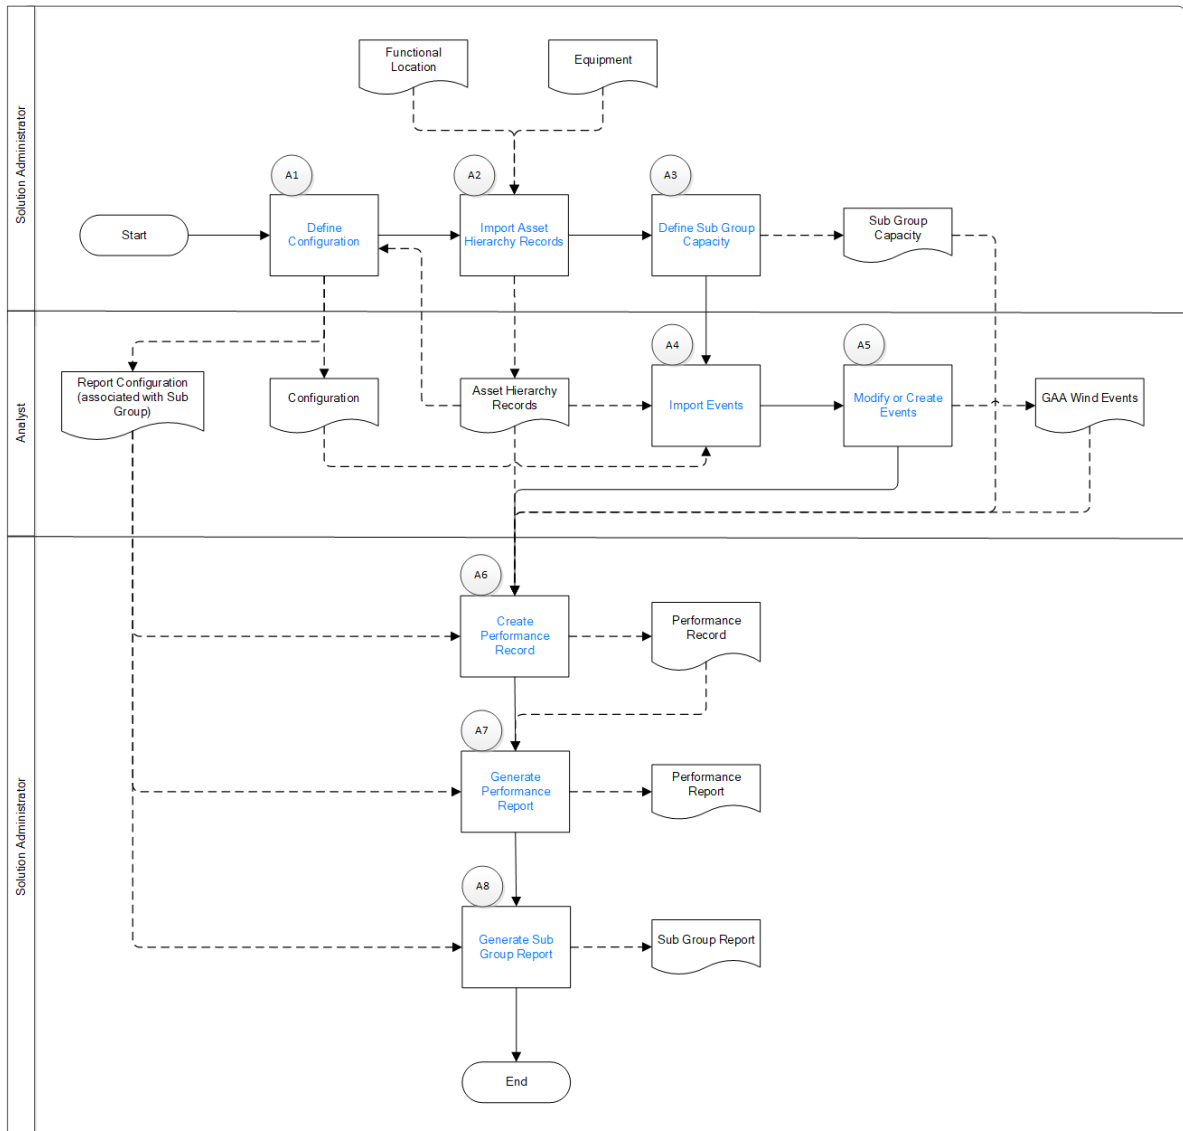 Solution Administrator
Functional
Location
Equipment
A1
A2
A3
Start
Define
Configuration
Import Asset
Hierarchy Records
Define Sub Group
Capacity
Sub Group
Capacity
Analyst
A4
A5
Report Configuration
(associated with Sub
Group)
Configuration
Asset Hierarchy
Records
Import Events
Modify or Create
Events
GAA Wind Events
Solution Administrator
A6
Create
Performance
Record
Performance
Record
A7
Generate
Performance
Report
Performance
Report
A8
Generate Sub
Group Report
Sub Group Report
End